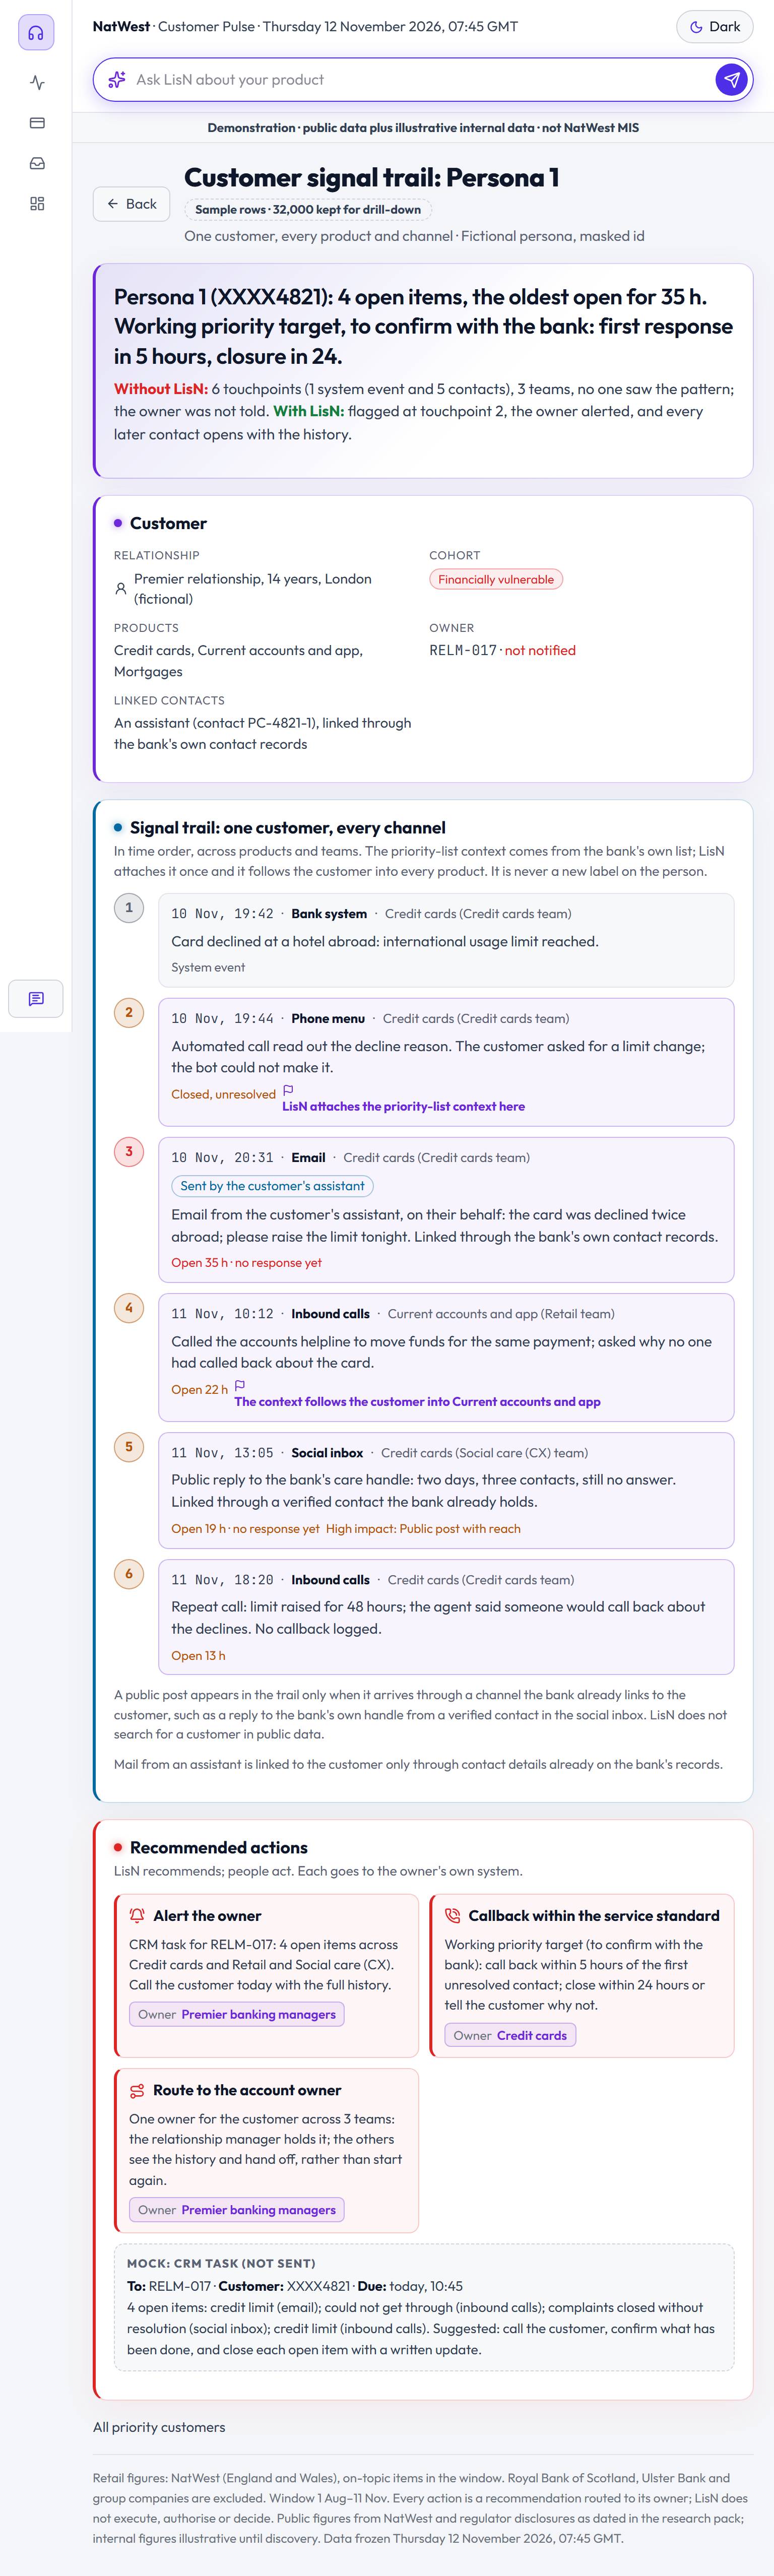 NatWest · Customer Pulse · Thursday 12 November 2026, 07:45 GMT
Dark
Ask LisN about your product
Demonstration · public data plus illustrative internal data · not NatWest MIS
Back
Customer signal trail: Persona 1
Sample rows · 32,000 kept for drill-down
One customer, every product and channel · Fictional persona, masked id
Persona 1 (XXXX4821): 4 open items, the oldest open for 35 h.
Working priority target, to confirm with the bank: first response
in 5 hours, closure in 24.
Without LisN: 6 touchpoints (1 system event and 5 contacts), 3 teams, no one saw the pattern;
the owner was not told. With LisN: flagged at touchpoint 2, the owner alerted, and every
later contact opens with the history.
Customer
RELATIONSHIP
Premier relationship, 14 years, London
(fictional)
COHORT
Financially vulnerable
PRODUCTS
Credit cards, Current accounts and app,
Mortgages
OWNER
RELM-017 · not notified
LINKED CONTACTS
An assistant (contact PC-4821-1), linked through
the bank's own contact records
Signal trail: one customer, every channel
In time order, across products and teams. The priority-list context comes from the bank's own list; LisN
attaches it once and it follows the customer into every product. It is never a new label on the person.
1
10 Nov, 19:42 · Bank system · Credit cards (Credit cards team)
Card declined at a hotel abroad: international usage limit reached.
System event
2
10 Nov, 19:44 · Phone menu · Credit cards (Credit cards team)
Automated call read out the decline reason. The customer asked for a limit change;
the bot could not make it.
Closed, unresolved
LisN attaches the priority-list context here
3
10 Nov, 20:31 · Email · Credit cards (Credit cards team)
Sent by the customer's assistant
Email from the customer's assistant, on their behalf: the card was declined twice
abroad; please raise the limit tonight. Linked through the bank's own contact records.
Open 35 h · no response yet
4
11 Nov, 10:12 · Inbound calls · Current accounts and app (Retail team)
Called the accounts helpline to move funds for the same payment; asked why no one
had called back about the card.
Open 22 h
The context follows the customer into Current accounts and app
5
11 Nov, 13:05 · Social inbox · Credit cards (Social care (CX) team)
Public reply to the bank's care handle: two days, three contacts, still no answer.
Linked through a verified contact the bank already holds.
Open 19 h · no response yet High impact: Public post with reach
6
11 Nov, 18:20 · Inbound calls · Credit cards (Credit cards team)
Repeat call: limit raised for 48 hours; the agent said someone would call back about
the declines. No callback logged.
Open 13 h
A public post appears in the trail only when it arrives through a channel the bank already links to the
customer, such as a reply to the bank's own handle from a verified contact in the social inbox. LisN does not
search for a customer in public data.
Mail from an assistant is linked to the customer only through contact details already on the bank's records.
Recommended actions
LisN recommends; people act. Each goes to the owner's own system.
Alert the owner
CRM task for RELM-017: 4 open items across
Credit cards and Retail and Social care (CX).
Call the customer today with the full history.
Owner Premier banking managers
Callback within the service standard
Working priority target (to confirm with the
bank): call back within 5 hours of the first
unresolved contact; close within 24 hours or
tell the customer why not.
Owner Credit cards
Route to the account owner
One owner for the customer across 3 teams:
the relationship manager holds it; the others
see the history and hand off, rather than start
again.
Owner Premier banking managers
MOCK: CRM TASK (NOT SENT)
To: RELM-017 · Customer: XXXX4821 · Due: today, 10:45
4 open items: credit limit (email); could not get through (inbound calls); complaints closed without
resolution (social inbox); credit limit (inbound calls). Suggested: call the customer, confirm what has
been done, and close each open item with a written update.
All priority customers
Retail figures: NatWest (England and Wales), on-topic items in the window. Royal Bank of Scotland, Ulster Bank and
group companies are excluded. Window 1 Aug–11 Nov. Every action is a recommendation routed to its owner; LisN does
not execute, authorise or decide. Public figures from NatWest and regulator disclosures as dated in the research pack;
internal figures illustrative until discovery. Data frozen Thursday 12 November 2026, 07:45 GMT.